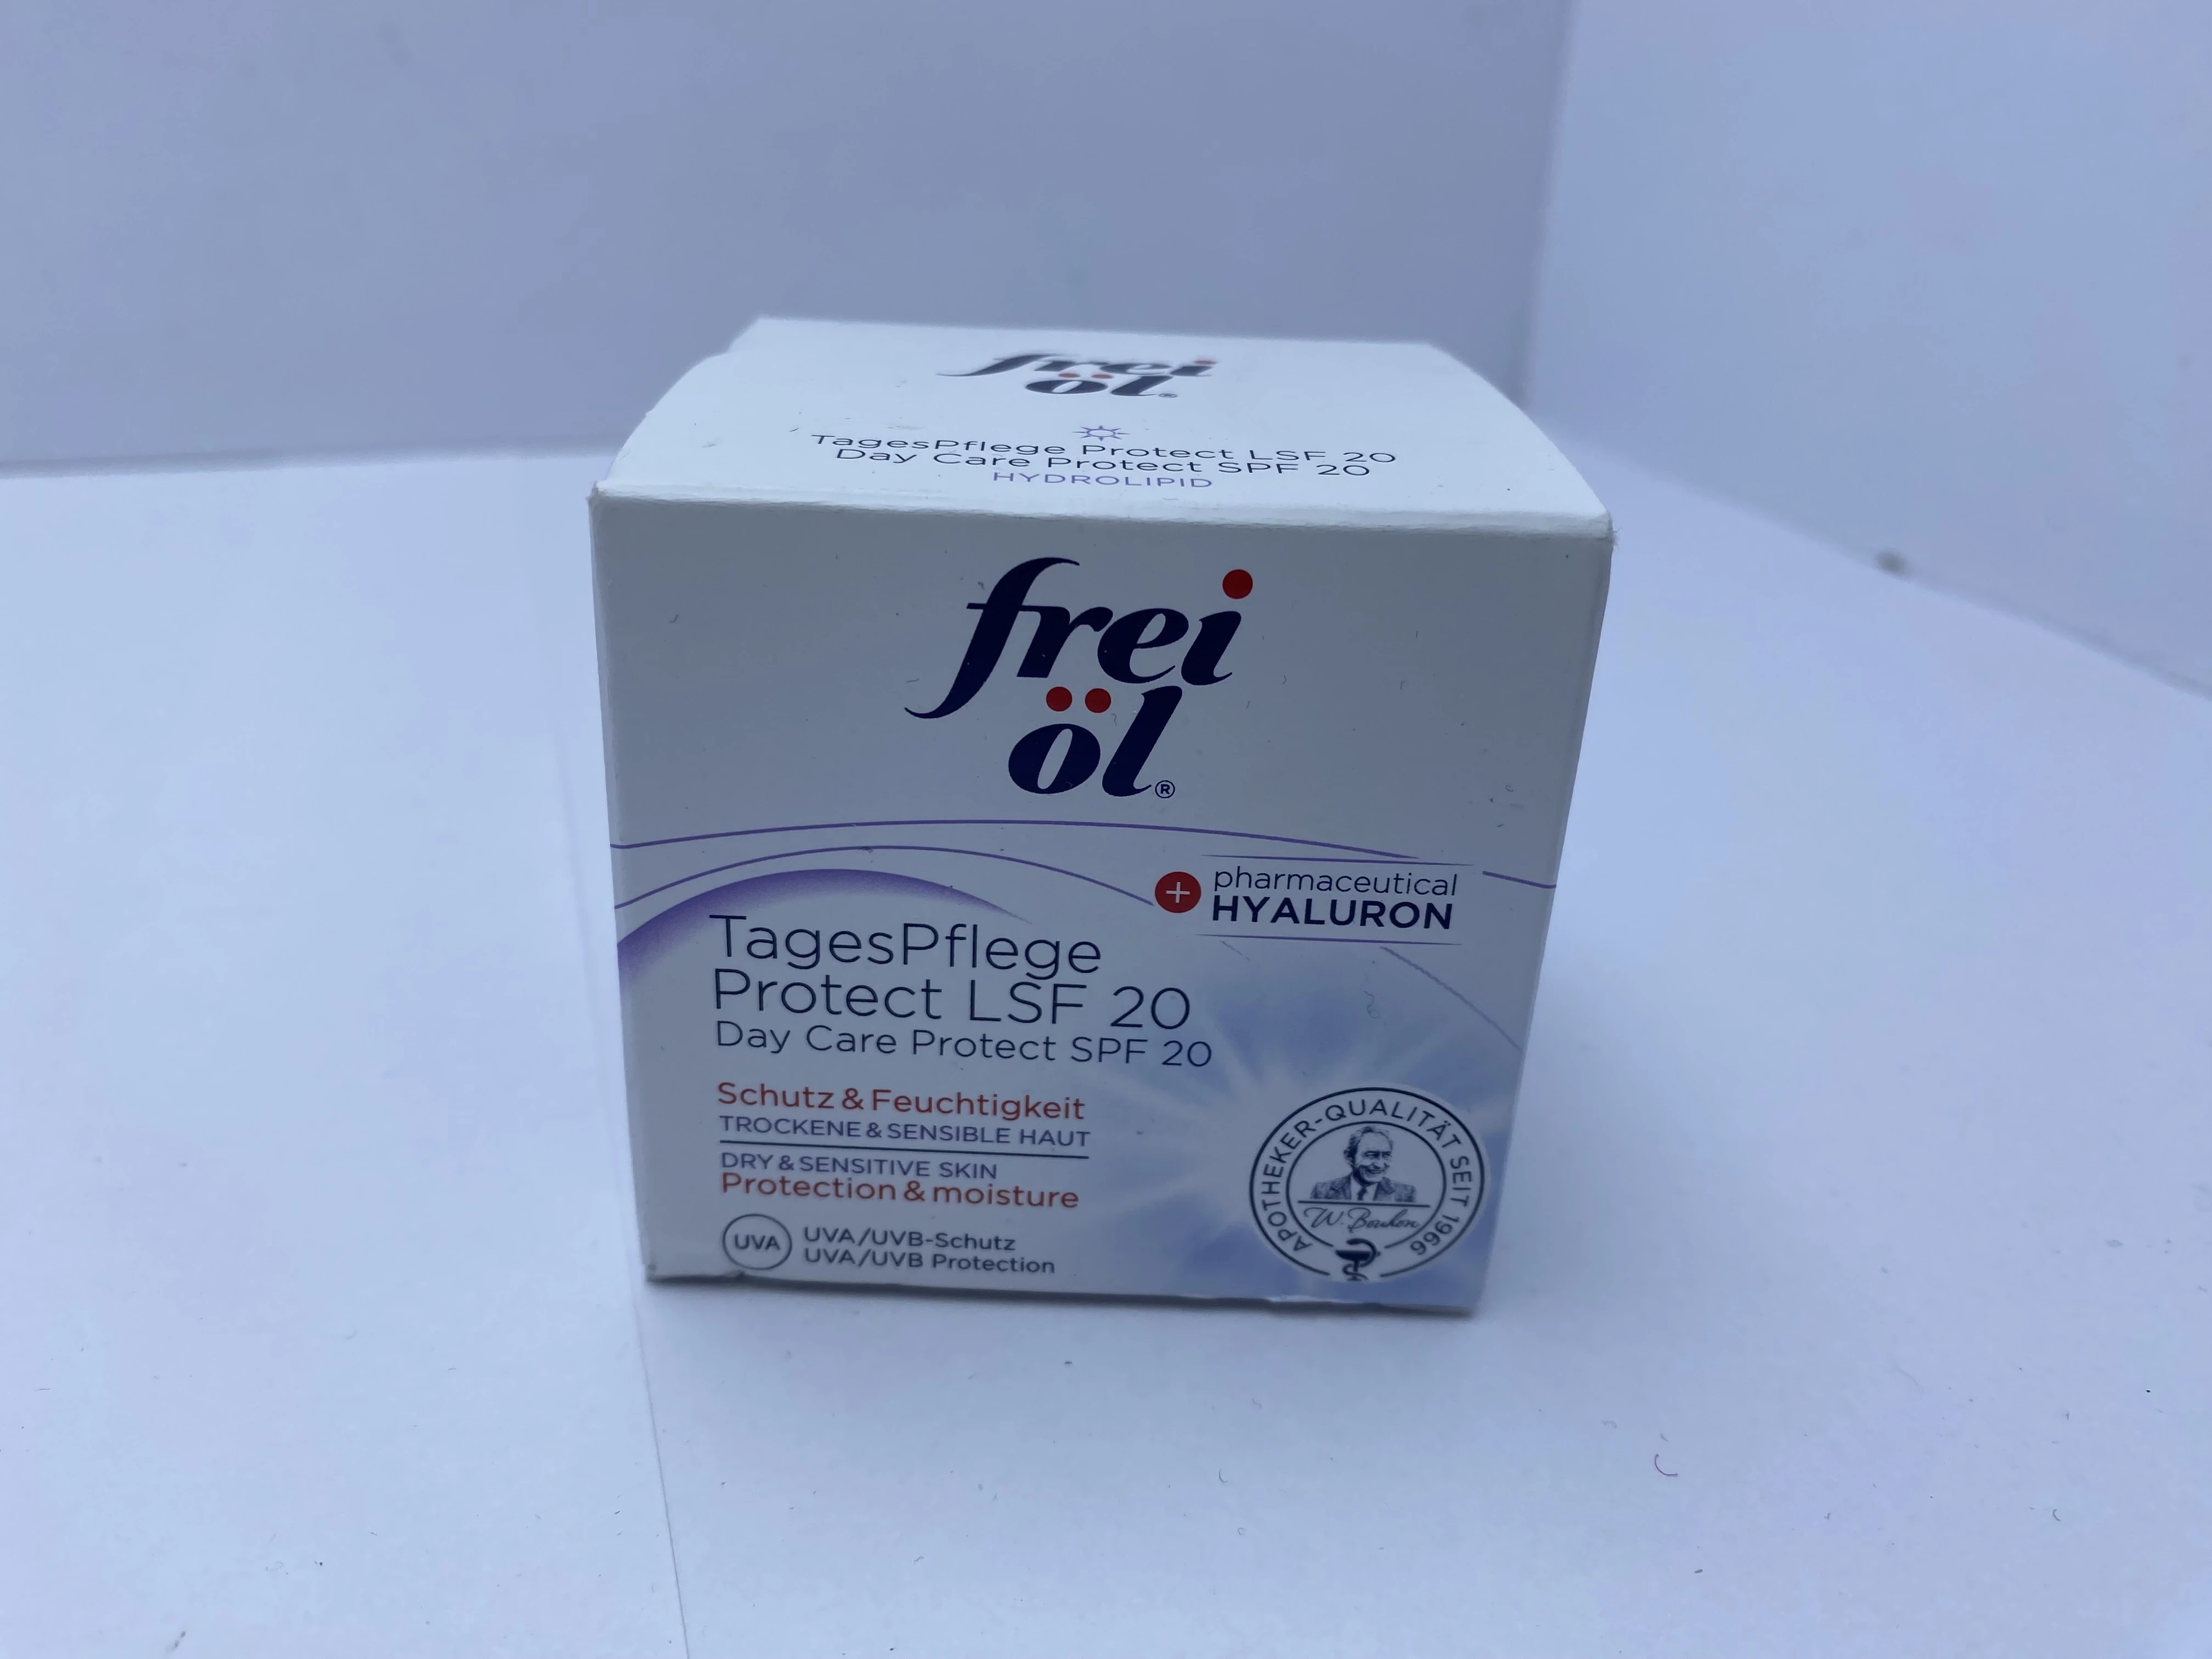 frei
öl®
TagesPflege Protect LSF 20
Day Care Protect SPF 20
HYDROLIPID
frei
öl®
+ pharmaceutical
HYALURON
TagesPflege
Protect LSF 20
Day Care Protect SPF 20
Schutz & Feuchtigkeit
TROCKENE & SENSIBLE HAUT
DRY & SENSITIVE SKIN
Protection & moisture
UVA
UVA/UVB-Schutz
UVA/UVB Protection
APOTHEKER-QUALITÄT SEIT 1966